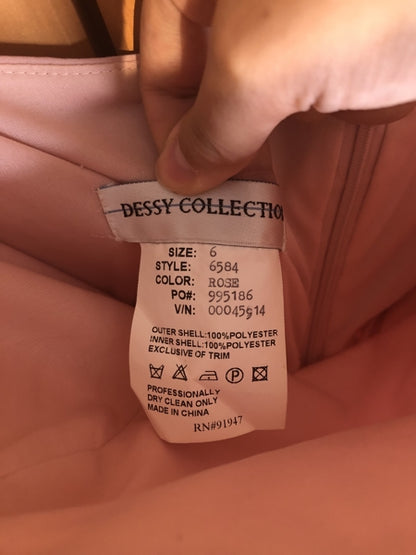 DESSY COLLECTIO
SIZE: 6
STYLE: 6584
COLOR: ROSE
PO#: 995186
V/N: 00045914
OUTER SHELL:100%POLYESTER
INNER SHELL:100%POLYESTER
EXCLUSIVE OF TRIM
P
PROFESSIONALLY
DRY CLEAN ONLY
MADE IN CHINA
RN#91947